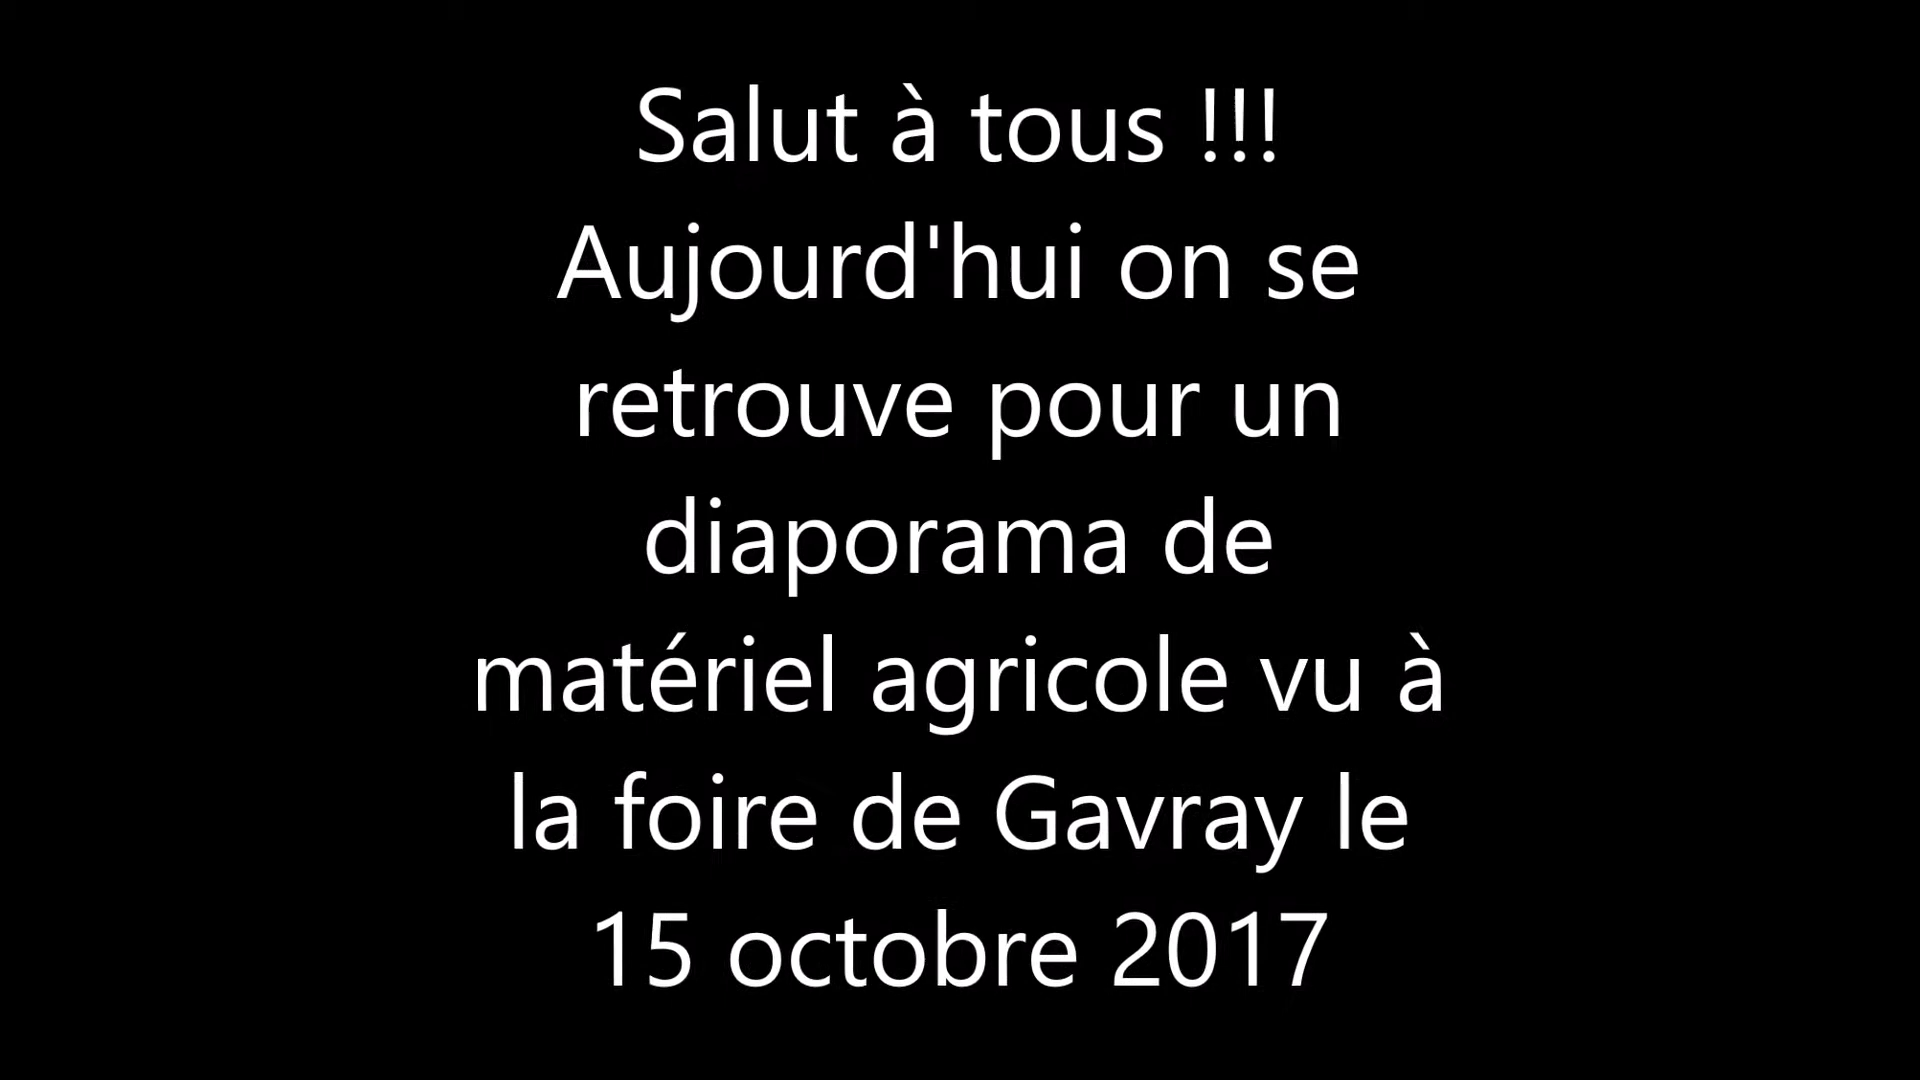 Salut à tous !!!
Aujourd'hui on se
retrouve pour un
diaporama de
matériel agricole vu à
la foire de Gavray le
15 octobre 2017